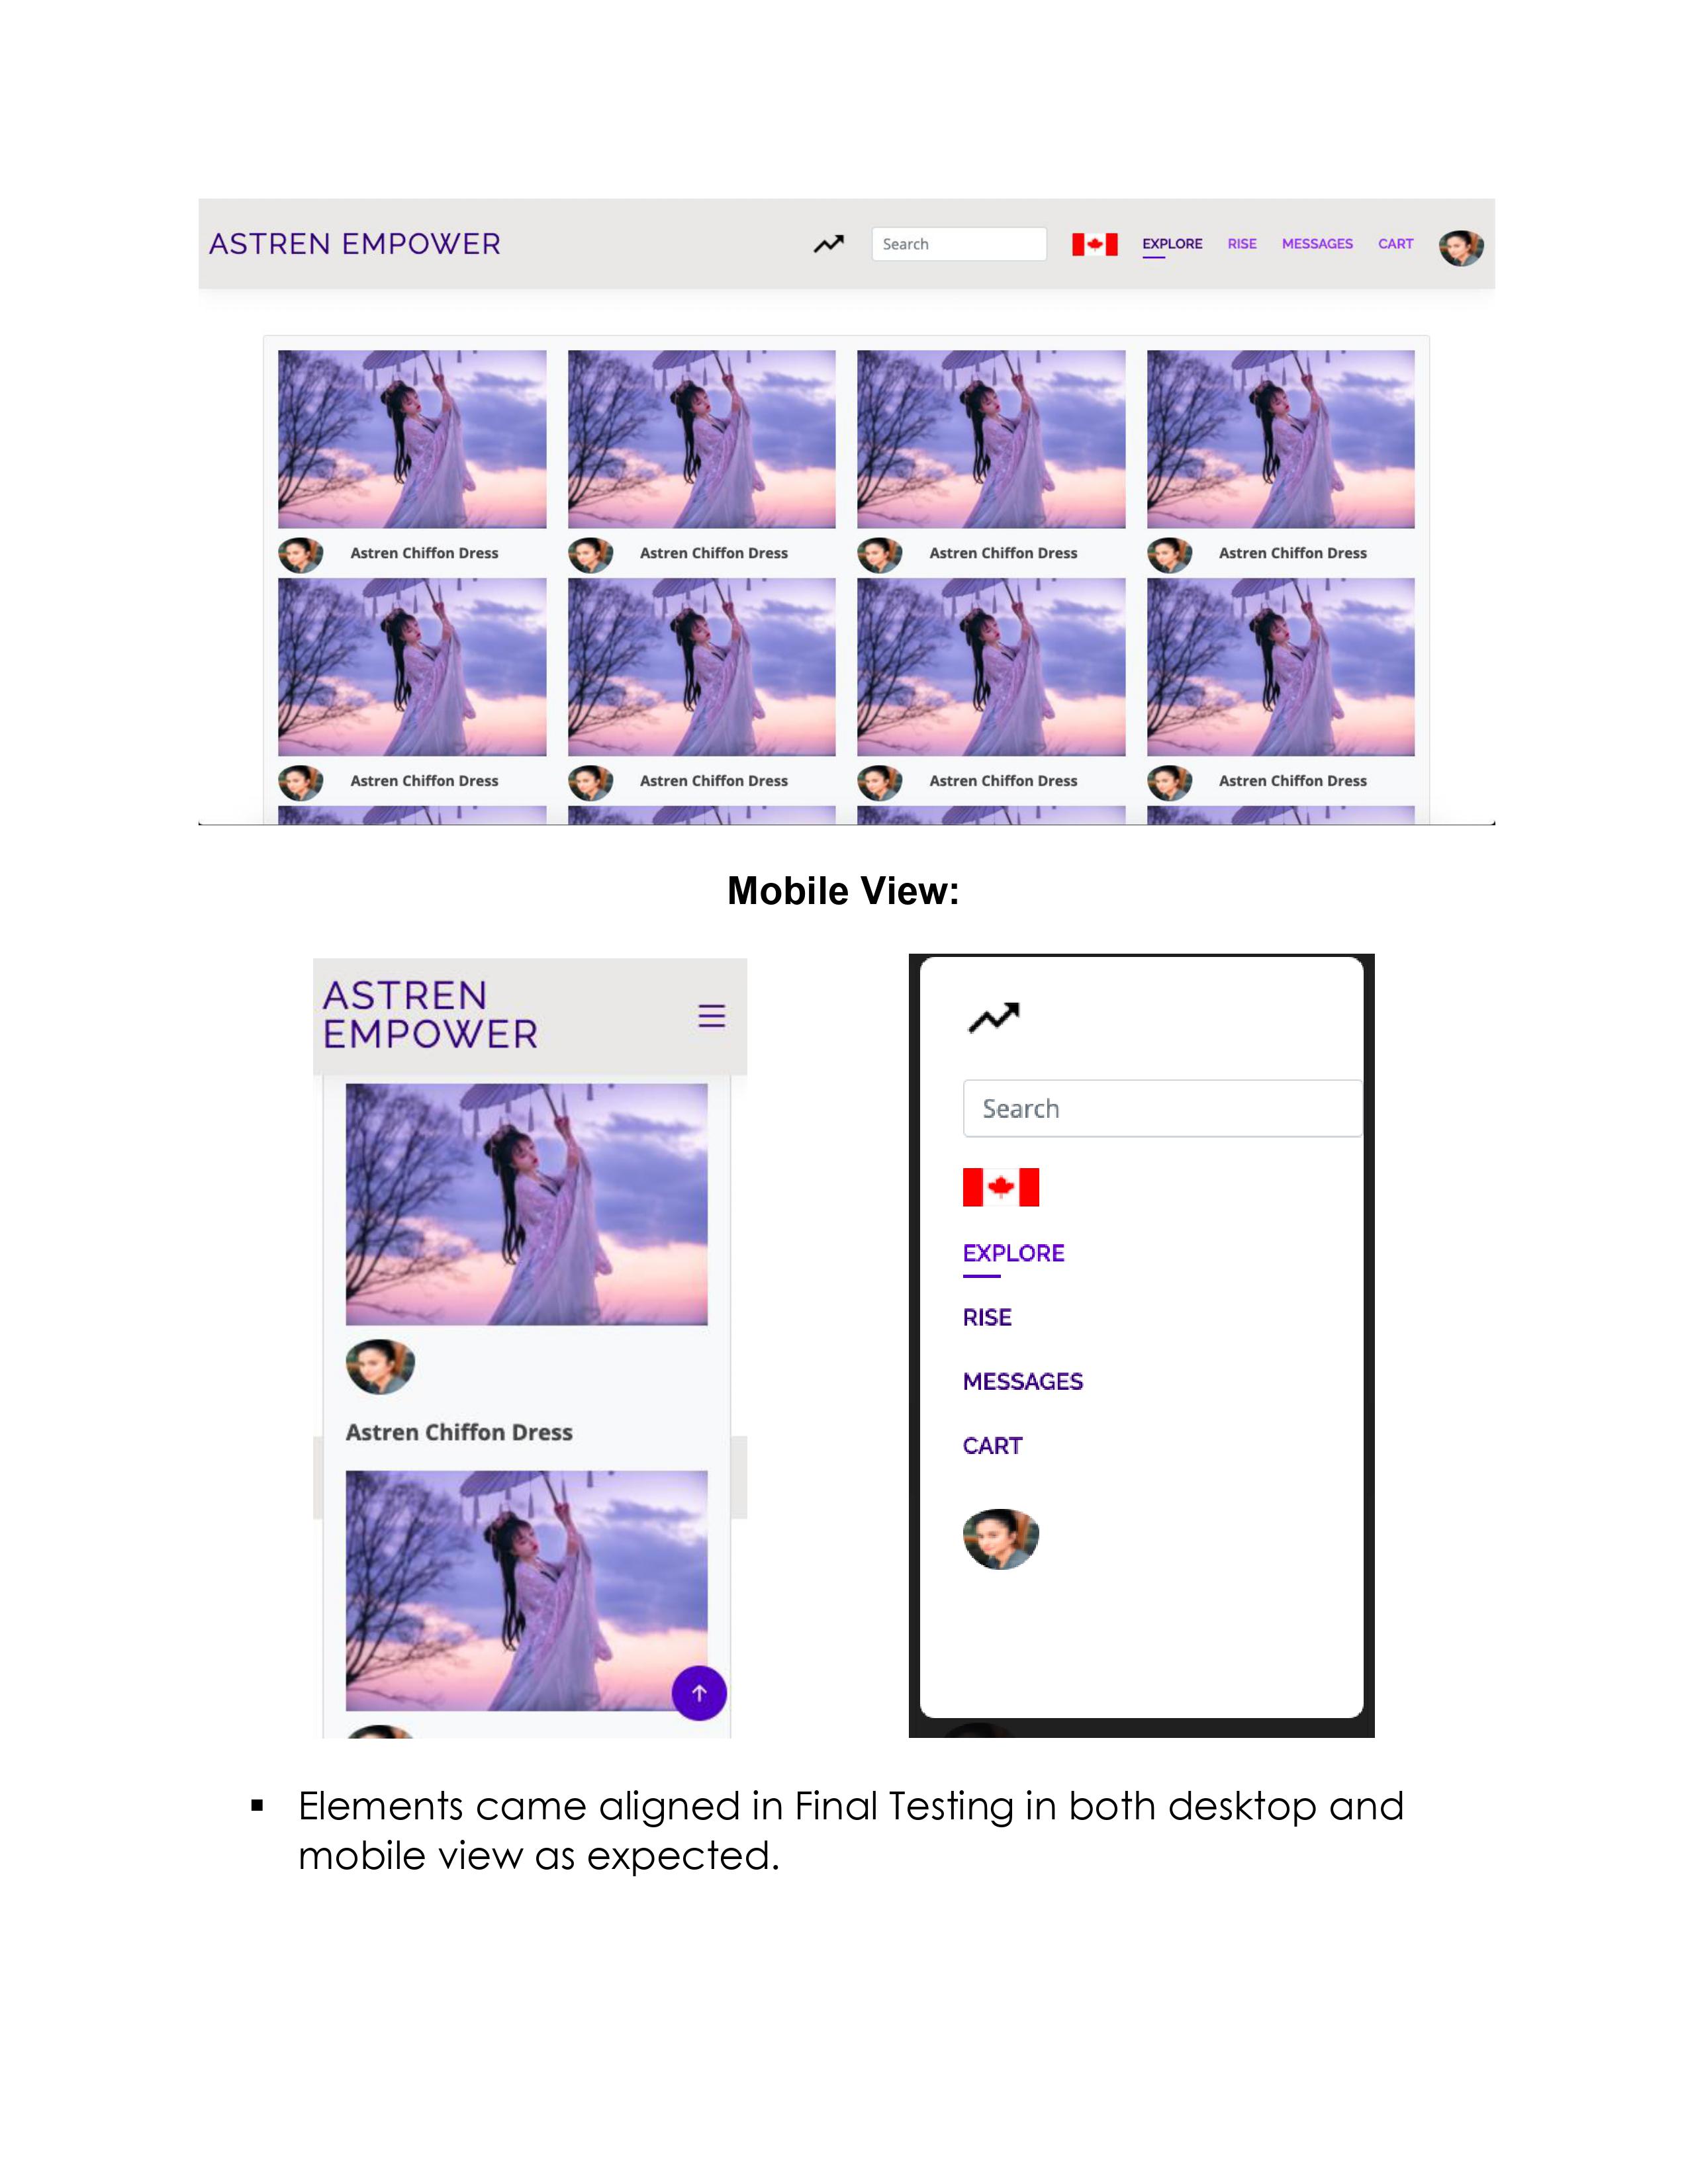 ASTREN EMPOWER
Search
EXPLORE
RISE
MESSAGES
CART
Astren Chiffon Dress
Astren Chiffon Dress
Astren Chiffon Dress
Astren Chiffon Dress
Astren Chiffon Dress
Astren Chiffon Dress
Astren Chiffon Dress
Astren Chiffon Dress
Mobile View:
ASTREN
EMPOWER
Astren Chiffon Dress
Search
EXPLORE
RISE
MESSAGES
CART
▪ Elements came aligned in Final Testing in both desktop and
mobile view as expected.